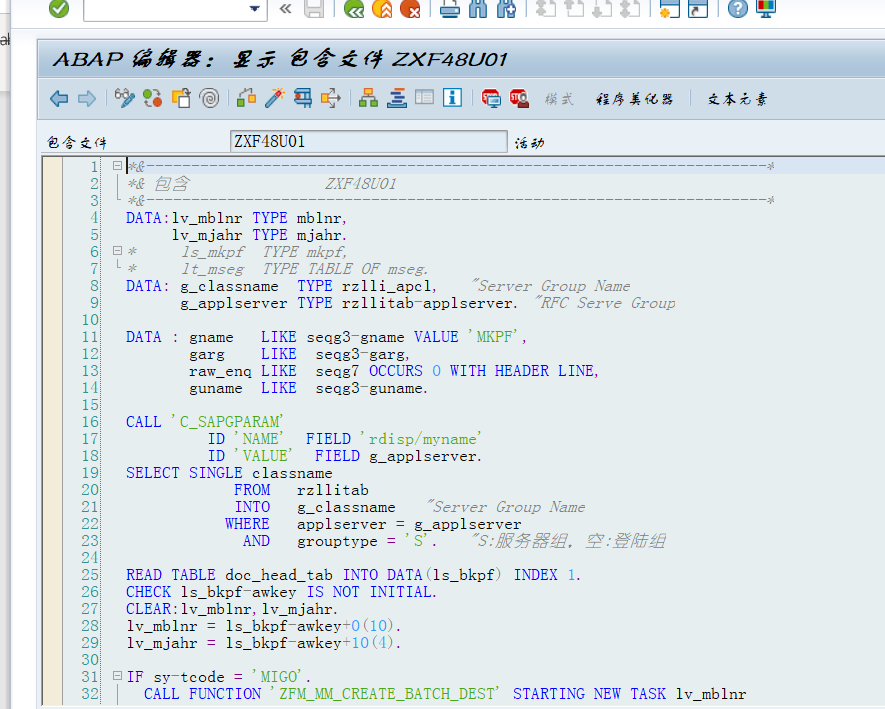 ABAP 编辑器: 显示 包含文件 ZXF48U01
模式 程序美化器 文本元素
包含文件 ZXF48U01 活动
1 *&---------------------------------------------------------------------*
2 *& 包含 ZXF48U01
3 *&---------------------------------------------------------------------*
4 DATA:lv_mblnr TYPE mblnr,
5 lv_mjahr TYPE mjahr.
6 * ls_mkpf TYPE mkpf,
7 * lt_mseg TYPE TABLE OF mseg.
8 DATA: g_classname TYPE rzlli_apcl, "Server Group Name
9 g_applserver TYPE rzllitab-applserver. "RFC Serve Group
10
11 DATA : gname LIKE seqg3-gname VALUE 'MKPF',
12 garg LIKE seqg3-garg,
13 raw_enq LIKE seqg7 OCCURS 0 WITH HEADER LINE,
14 guname LIKE seqg3-guname.
15
16 CALL 'C_SAPGPARAM'
17 ID 'NAME' FIELD 'rdisp/myname'
18 ID 'VALUE' FIELD g_applserver.
19 SELECT SINGLE classname
20 FROM rzllitab
21 INTO g_classname "Server Group Name
22 WHERE applserver = g_applserver
23 AND grouptype = 'S'. "S:服务器组, 空:登陆组
24
25 READ TABLE doc_head_tab INTO DATA(ls_bkpf) INDEX 1.
26 CHECK ls_bkpf-awkey IS NOT INITIAL.
27 CLEAR:lv_mblnr,lv_mjahr.
28 lv_mblnr = ls_bkpf-awkey+0(10).
29 lv_mjahr = ls_bkpf-awkey+10(4).
30
31 IF sy-tcode = 'MIGO'.
32 CALL FUNCTION 'ZFM_MM_CREATE_BATCH_DEST' STARTING NEW TASK lv_mblnr